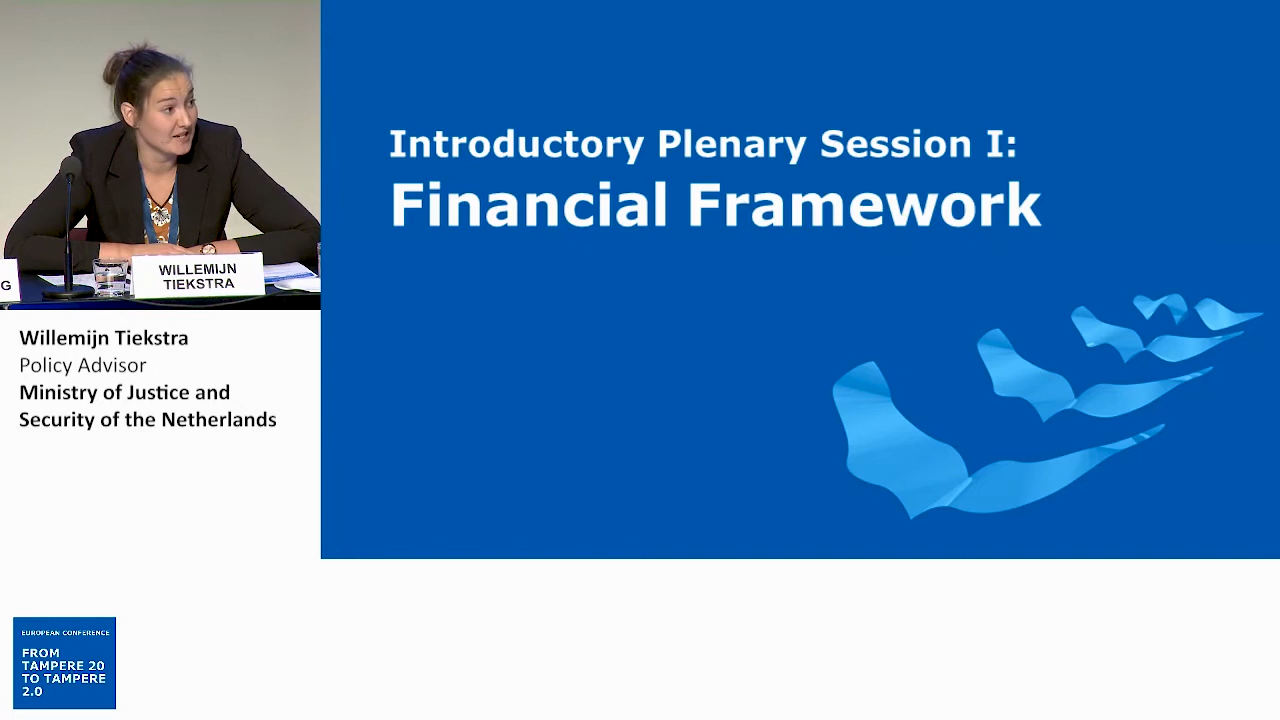 G
WILLEMIJN
TIEKSTRA
Willemijn Tiekstra
Policy Advisor
Ministry of Justice and
Security of the Netherlands
Introductory Plenary Session I:
Financial Framework
EUROPEAN CONFERENCE
FROM
TAMPERE 20
TO TAMPERE
2.0